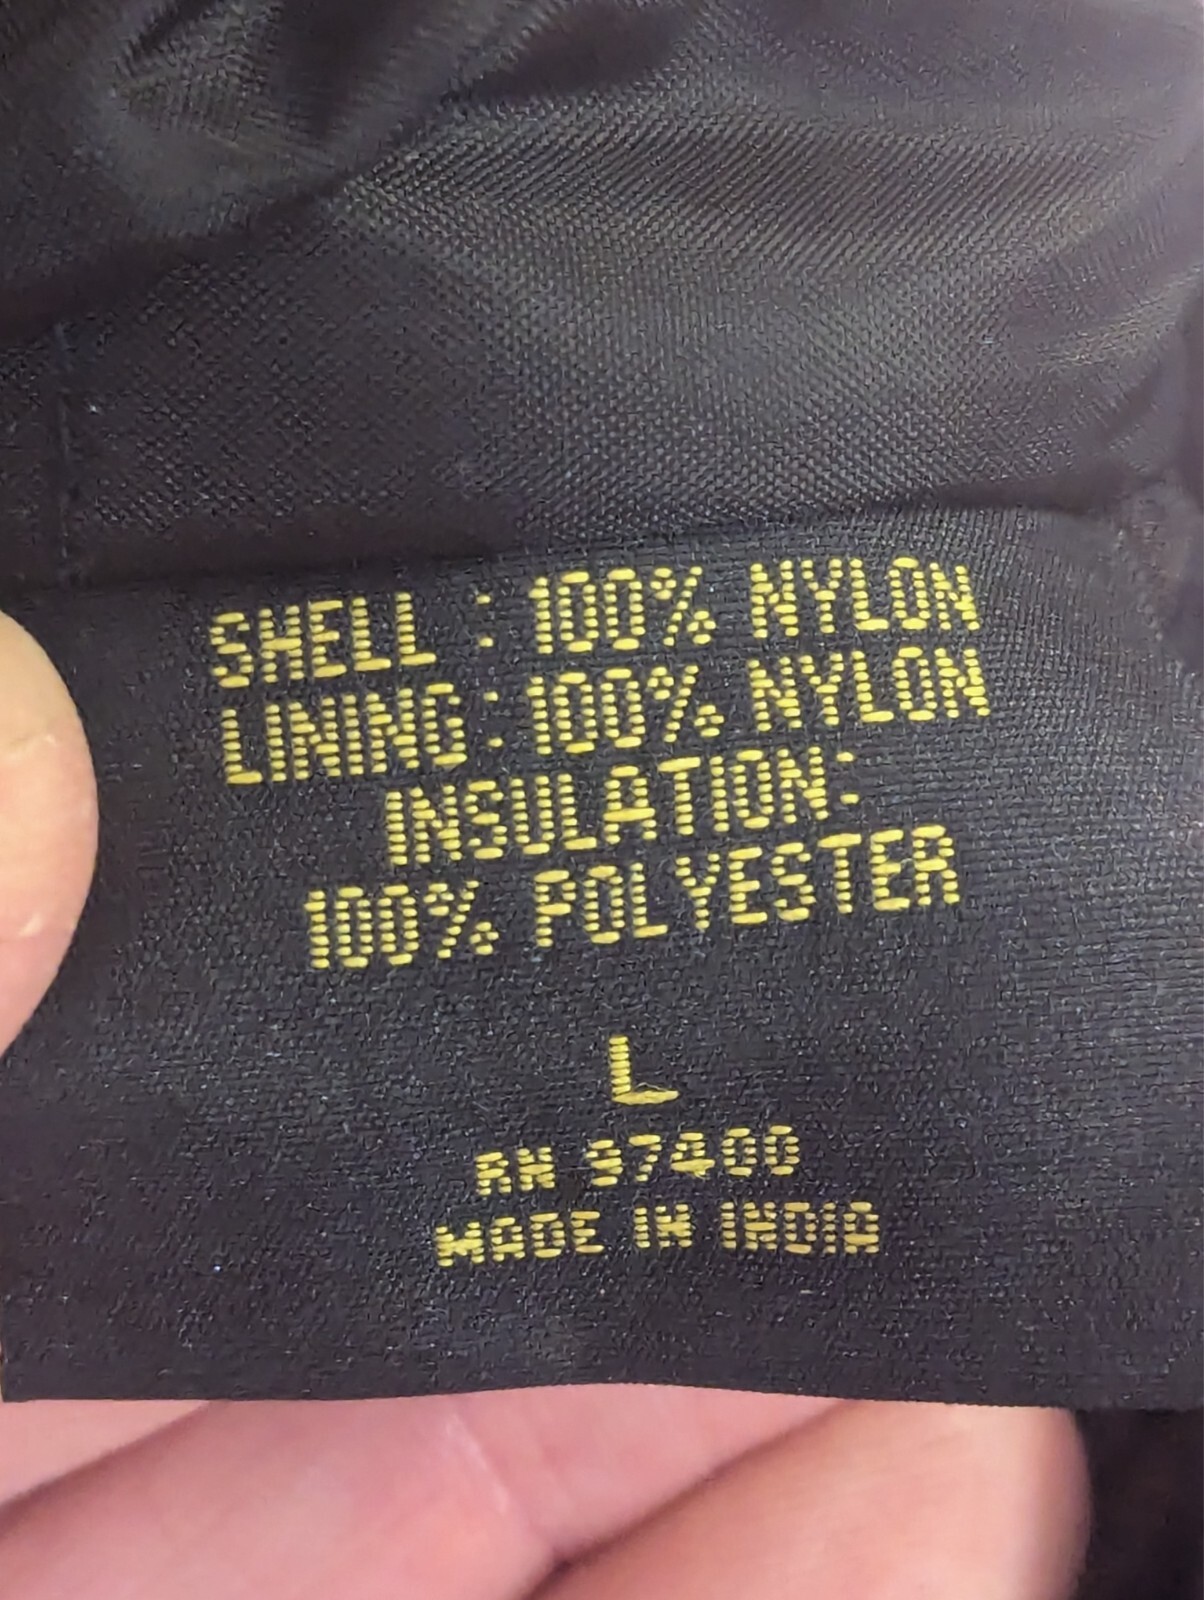 SHELL : 100% NYLON
LINING : 100% NYLON
INSULATION:
100% POLYESTER
L
RN 97400
MADE IN INDIA